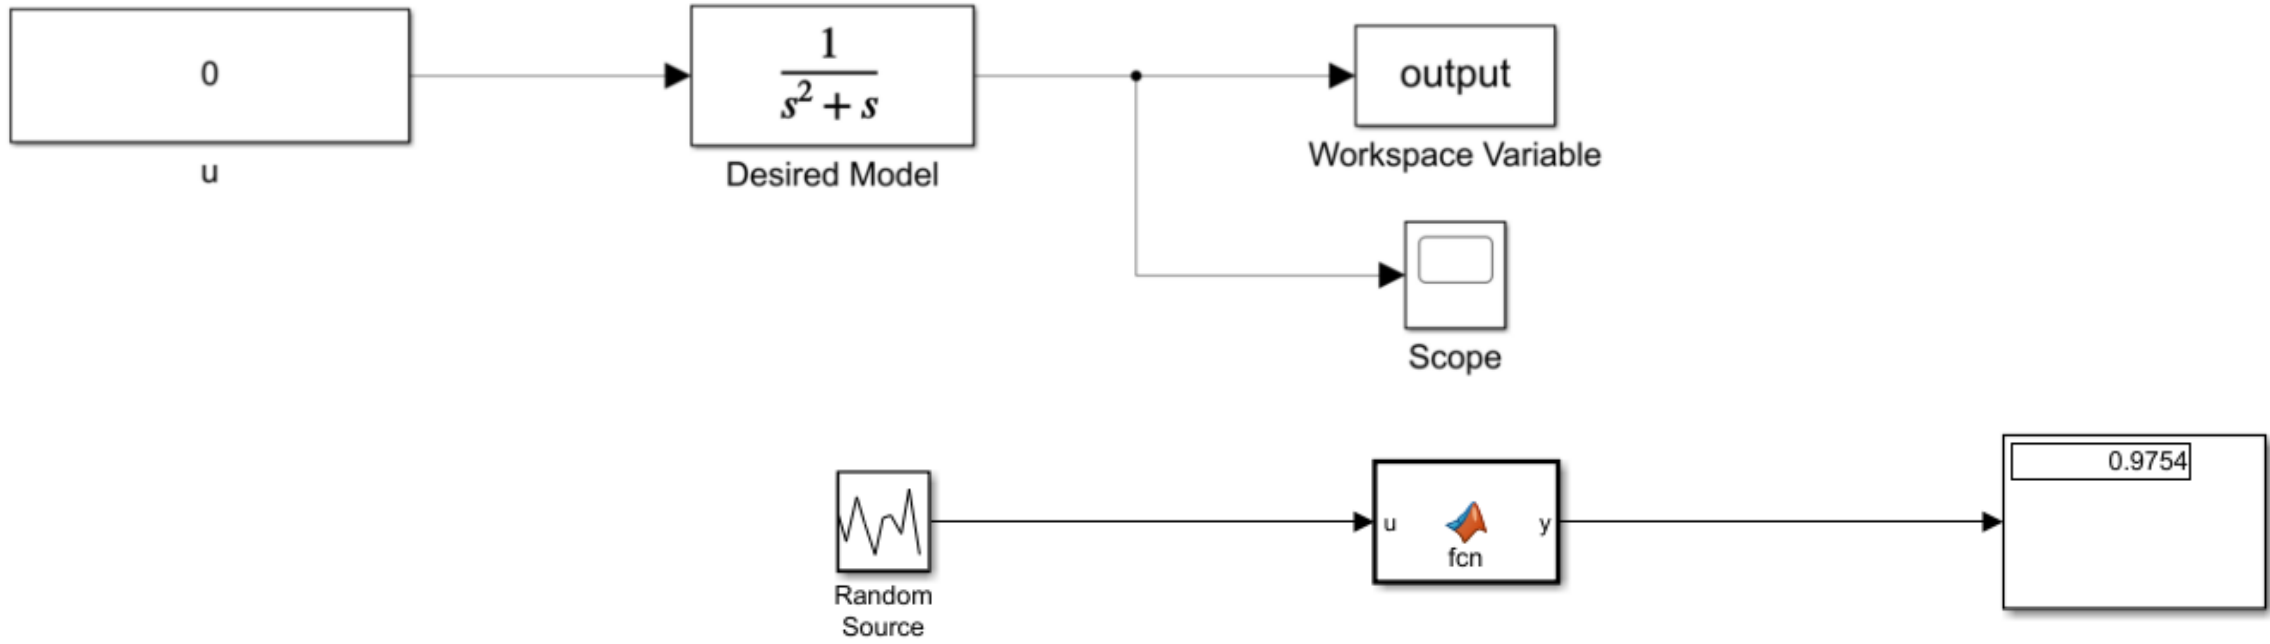 0
u
1
s² + s
Desired Model
output
Workspace Variable
Scope
Random
Source
u
fcn
y
0.9754